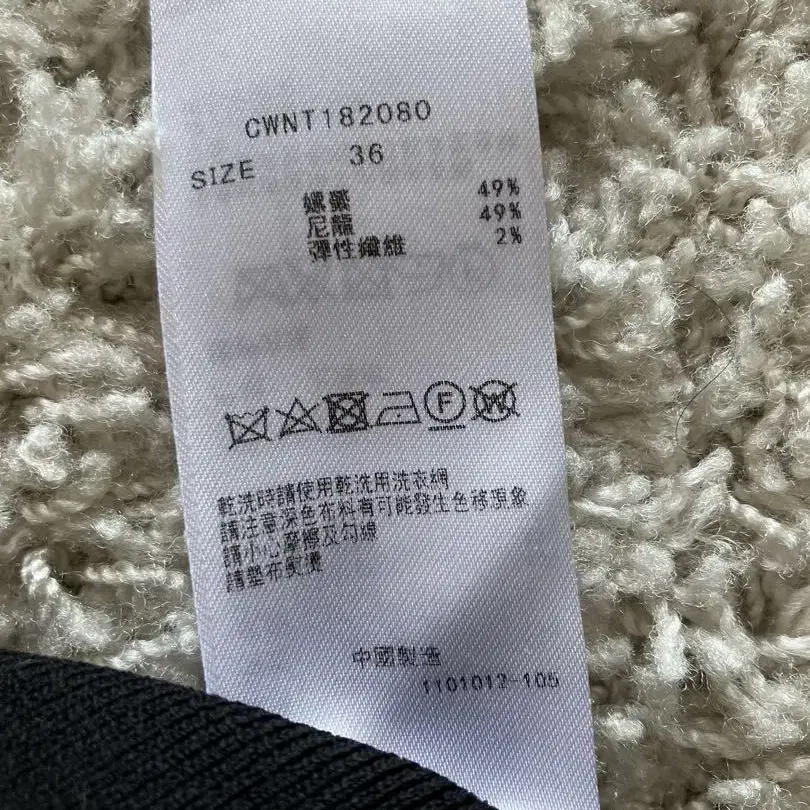 CWNT182080
SIZE 36
螺縈 49%
尼龍 49%
彈性纖維 2%
F W
乾洗時請使用乾洗用洗衣網
請注意深色布料有可能發生色移現象
請小心摩擦及勾線
請墊布熨燙
中國製造
1101012-105